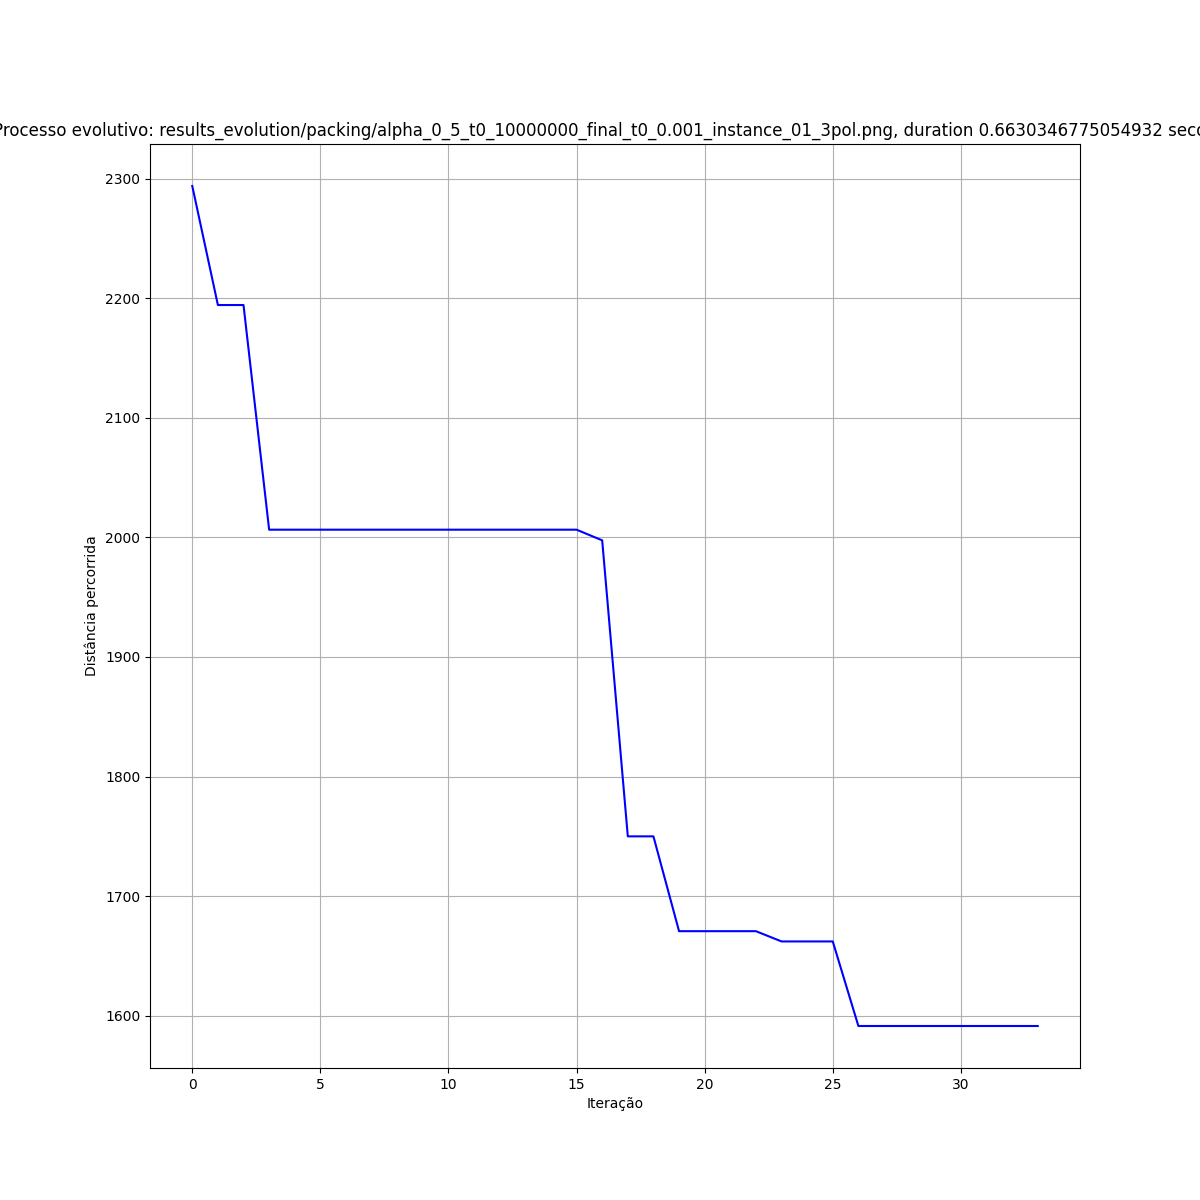 Processo evolutivo: results_evolution/packing/alpha_0_5_t0_10000000_final_t0_0.001_instance_01_3pol.png, duration 0.6630346775054932
2300
2200
2100
2000
1900
1800
1700
1600
Distância percorrida
0 5 10 15 20 25 30
Iteração